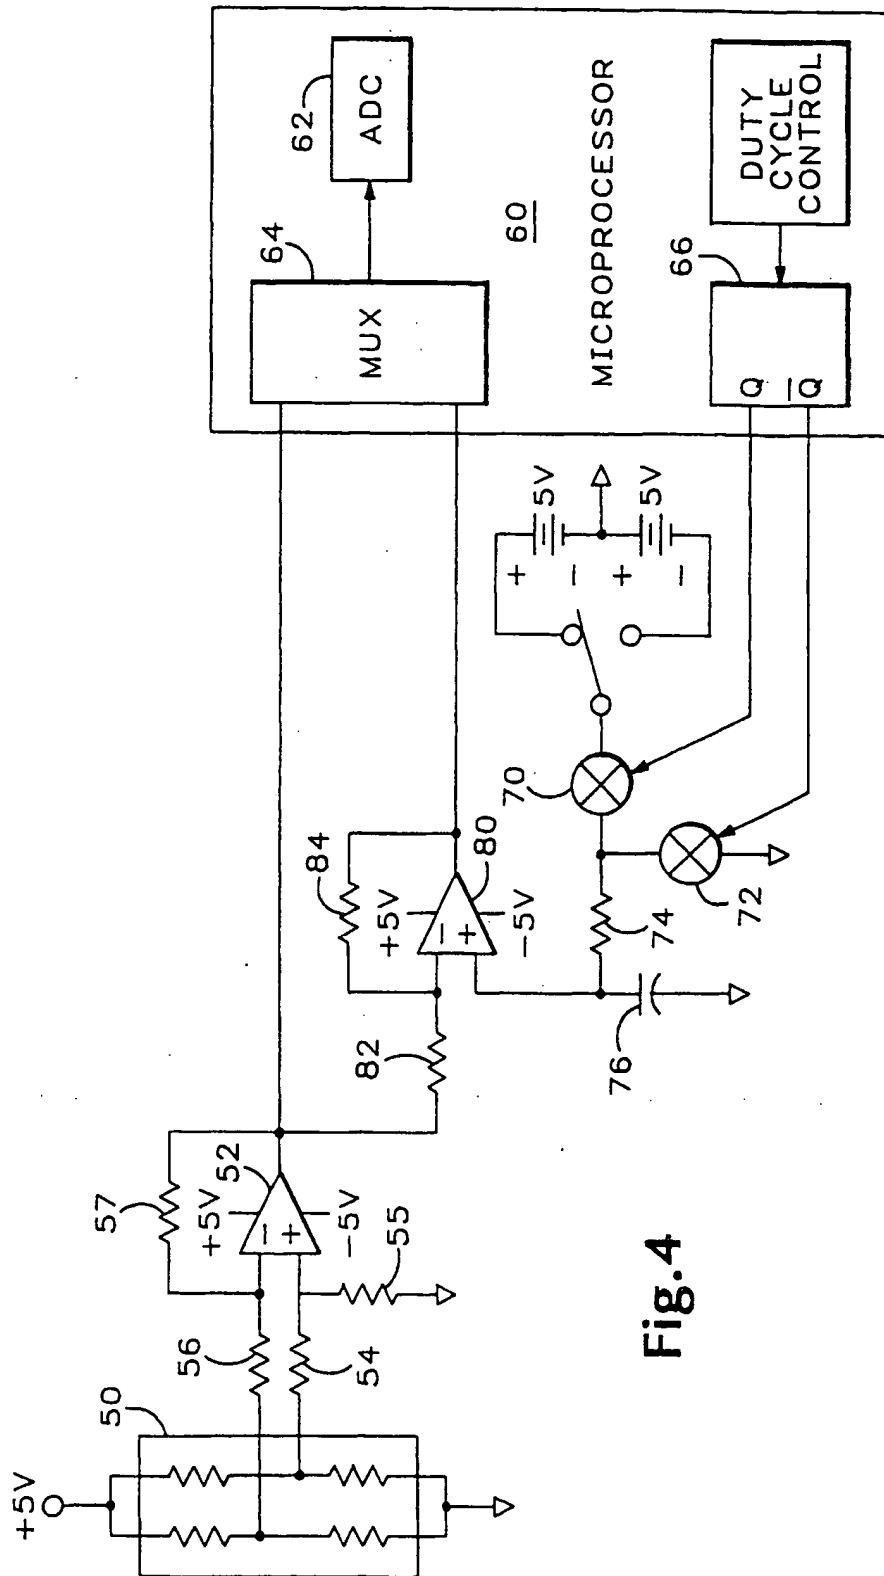 +5V
50
56
54
57
+5V
52
−
+
−5V
55
82
84
+5V
−
+
80
−5V
76
74
70
72
+
5V
−
+
5V
−
64
MUX
62
ADC
60
MICROPROCESSOR
66
Q
Q̅
DUTY
CYCLE
CONTROL
Fig.4